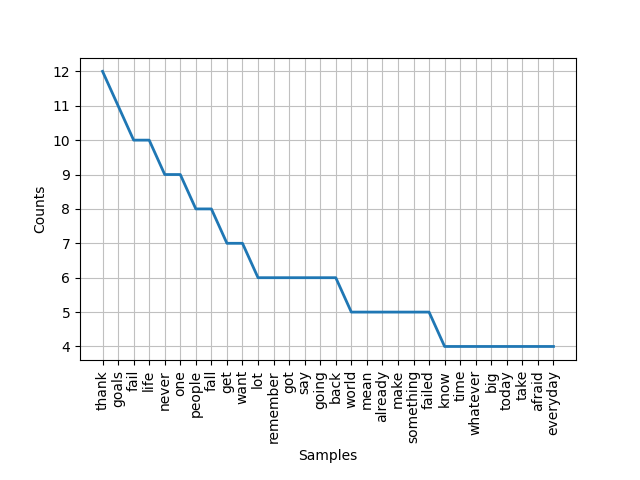 12
11
10
9
8
7
6
5
4
Counts
thank
goals
fail
life
never
one
people
fall
get
want
lot
remember
got
say
going
back
world
mean
already
make
something
failed
know
time
whatever
big
today
take
afraid
everyday
Samples